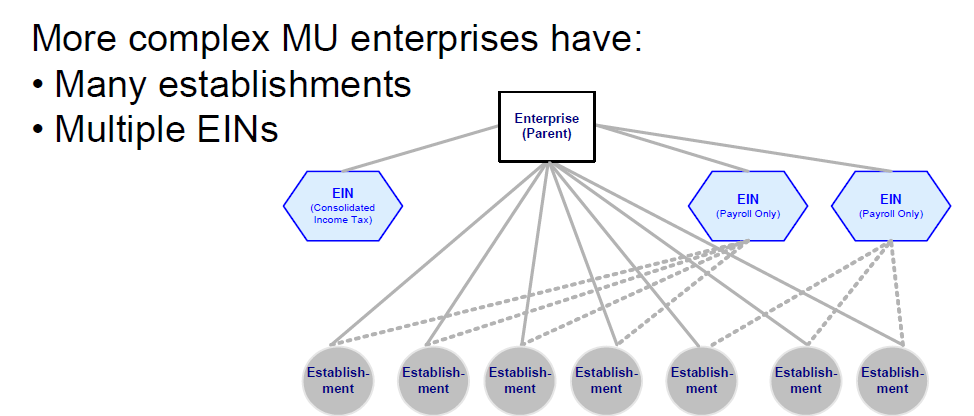 More complex MU enterprises have:
• Many establishments
• Multiple EINs
Enterprise
(Parent)
EIN
(Consolidated
Income Tax)
EIN
(Payroll Only)
EIN
(Payroll Only)
Establish-
ment
Establish-
ment
Establish-
ment
Establish-
ment
Establish-
ment
Establish-
ment
Establish-
ment